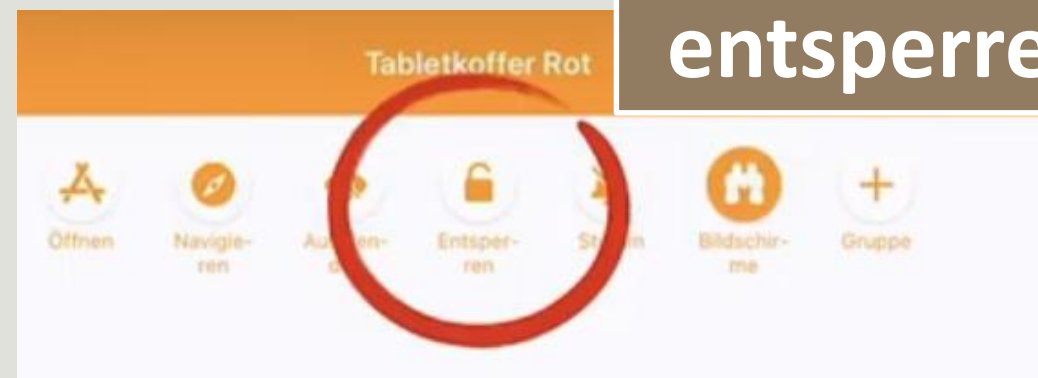 entsperre
Tabletkoffer Rot
Öffnen
Navigie-
ren
Entsper-
ren
Bildschir-
me
Gruppe